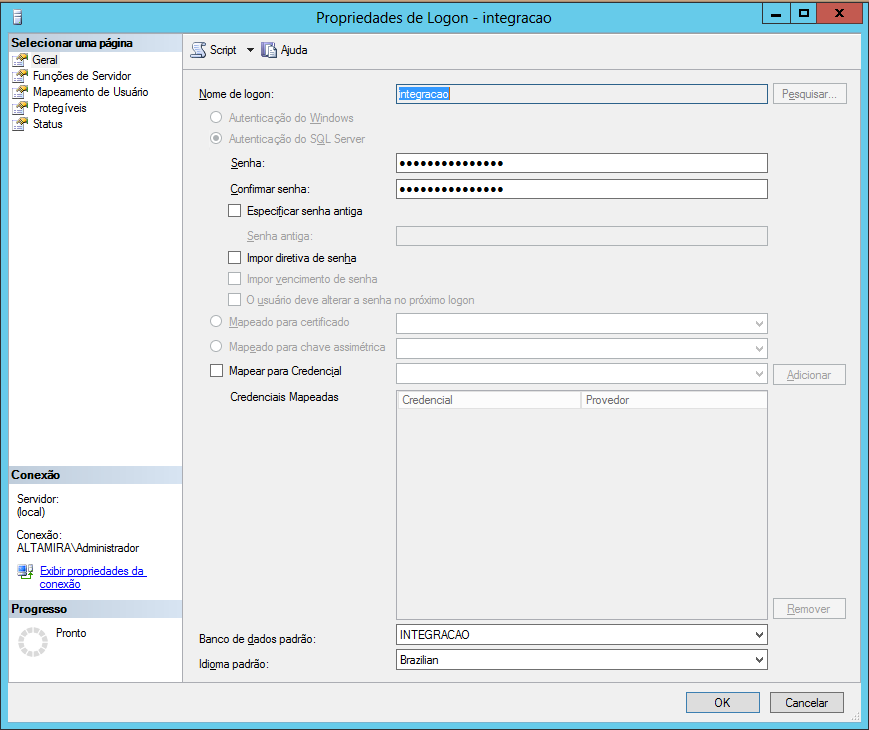 Propriedades de Logon - integracao
Selecionar uma página
Geral
Funções de Servidor
Mapeamento de Usuário
Protegíveis
Status
Script
Ajuda
Nome de logon:
integracao
Pesquisar...
Autenticação do Windows
Autenticação do SQL Server
Senha:
●●●●●●●●●●●●●●●
Confirmar senha:
●●●●●●●●●●●●●●●
Especificar senha antiga
Senha antiga:
Impor diretiva de senha
Impor vencimento de senha
O usuário deve alterar a senha no próximo logon
Mapeado para certificado
Mapeado para chave assimétrica
Mapear para Credencial
Adicionar
Credenciais Mapeadas
Credencial
Provedor
Remover
Banco de dados padrão:
INTEGRACAO
Idioma padrão:
Brazilian
Conexão
Servidor:
(local)
Conexão:
ALTAMIRA\Administrador
Exibir propriedades da
conexão
Progresso
Pronto
OK
Cancelar